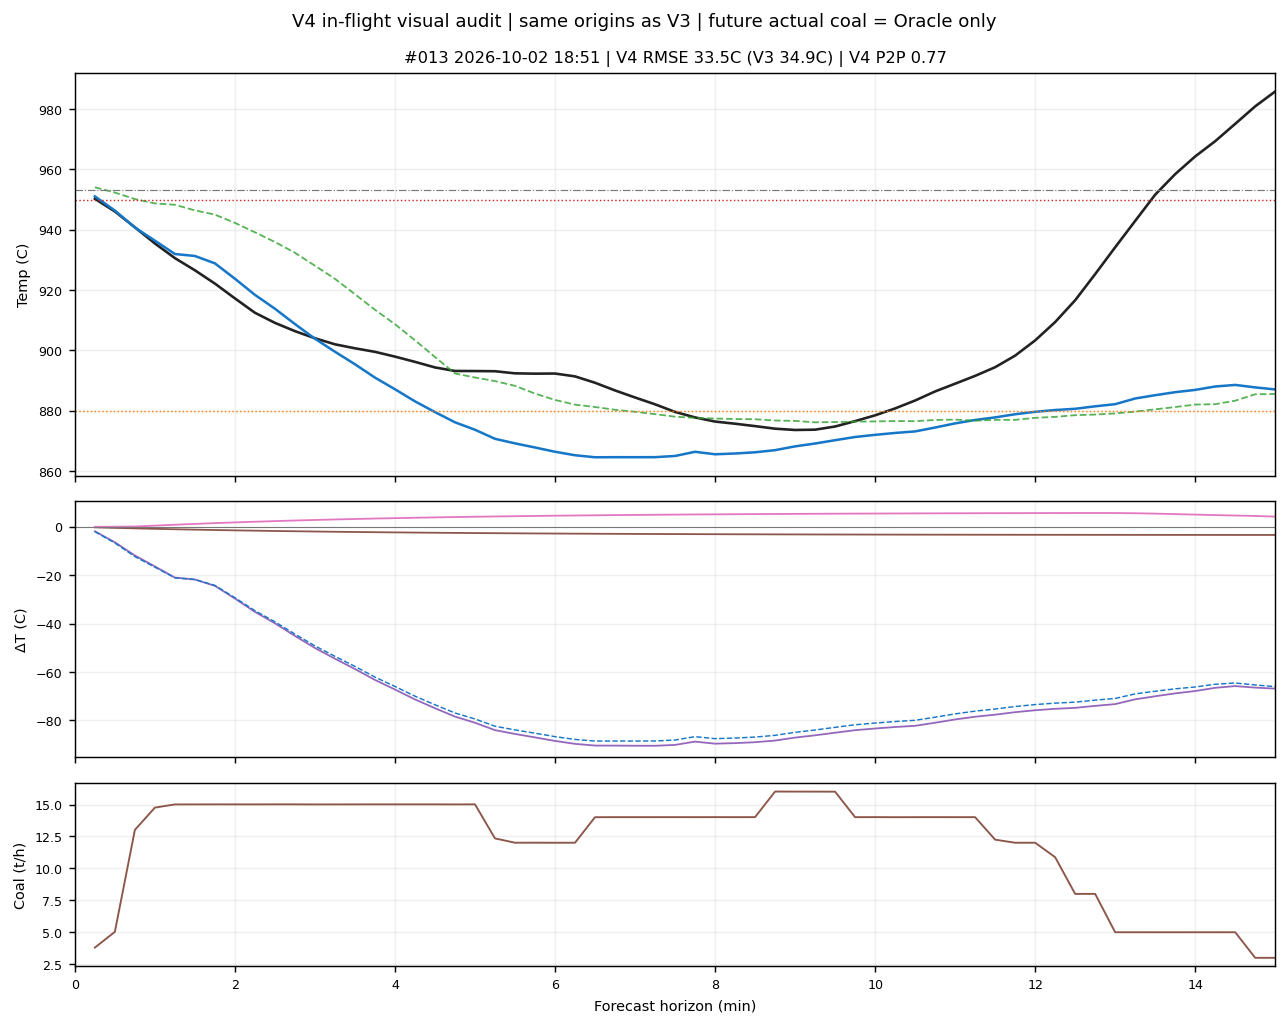 V4 in-flight visual audit | same origins as V3 | future actual coal = Oracle only
#013 2026-10-02 18:51 | V4 RMSE 33.5C (V3 34.9C) | V4 P2P 0.77
Temp (C)
980
960
940
920
900
880
860
ΔT (C)
0
−20
−40
−60
−80
Coal (t/h)
15.0
12.5
10.0
7.5
5.0
2.5
0 2 4 6 8 10 12 14
Forecast horizon (min)